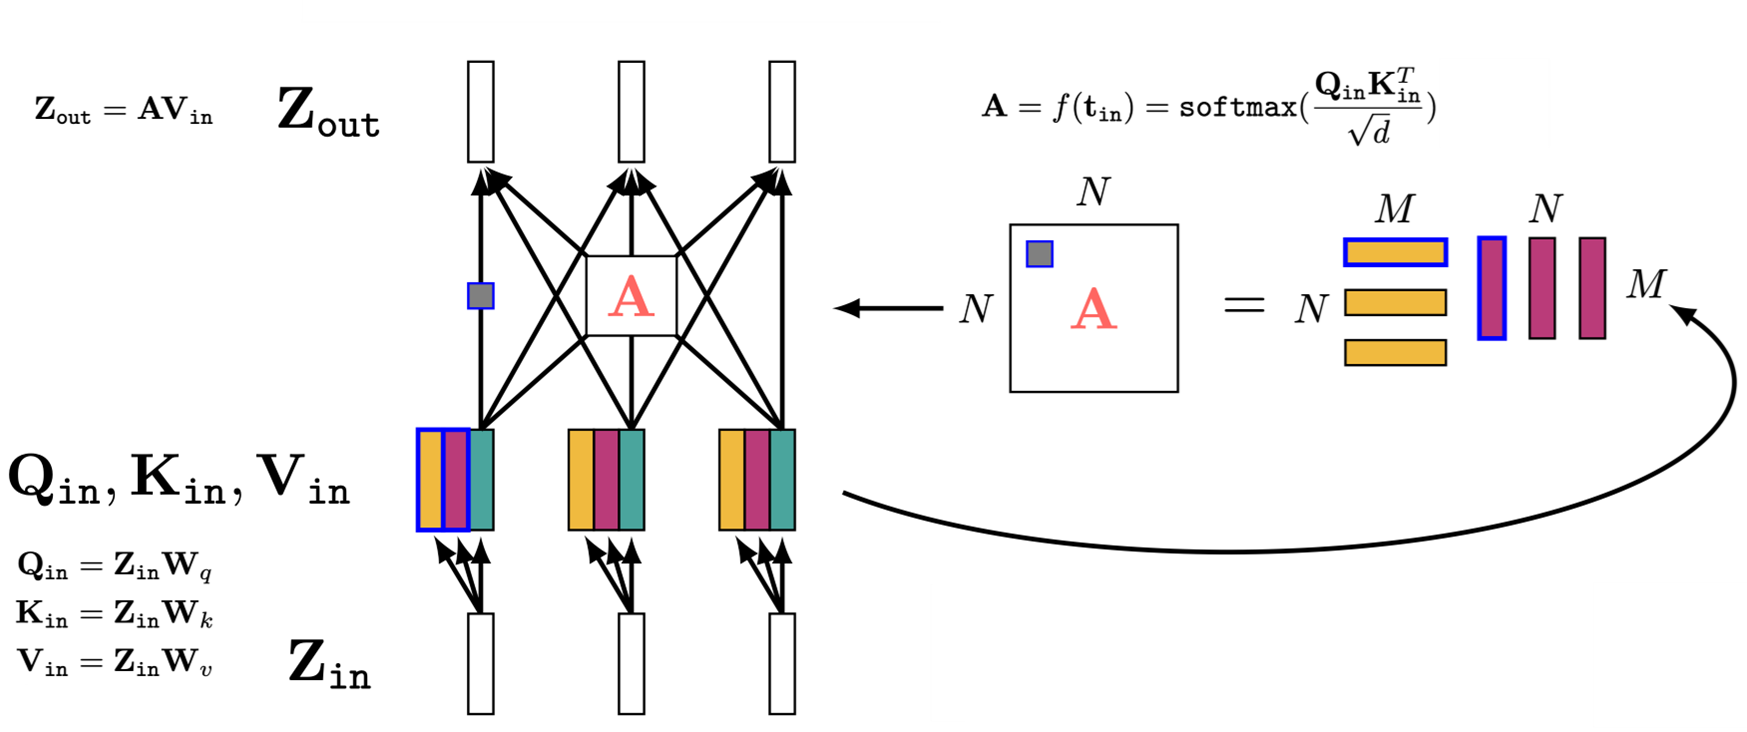 Z_out = AV_in
Z_out
A = f(t_in) = softmax(Q_in K_in^T / √d)
N
M
N
A
N
A
=
N
M
Q_in, K_in, V_in
Q_in = Z_in W_q
K_in = Z_in W_k
V_in = Z_in W_v
Z_in